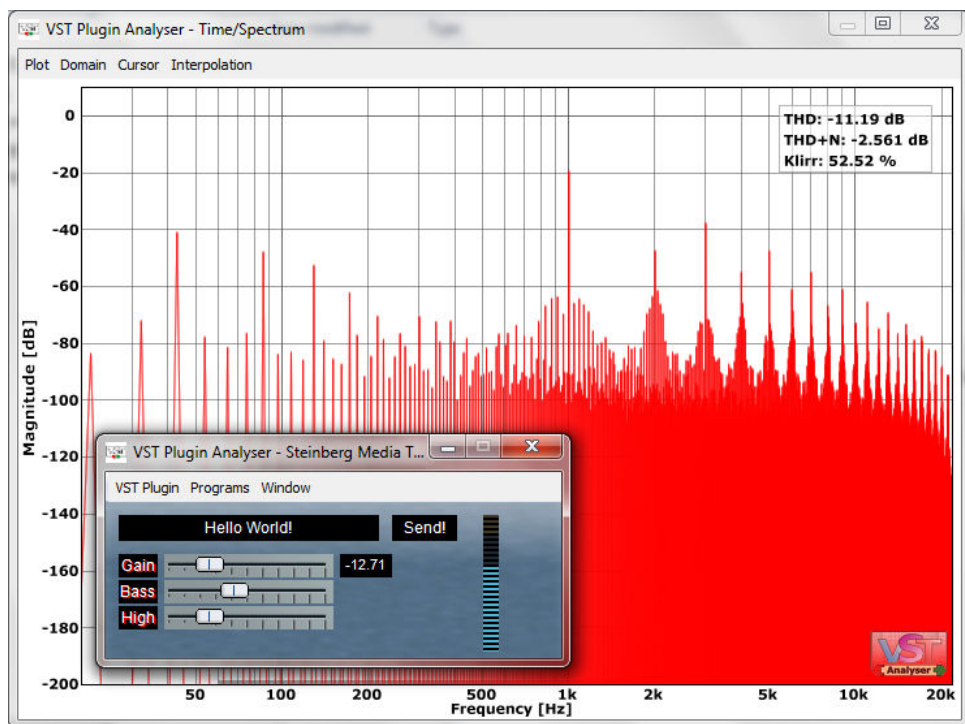 VST Plugin Analyser - Time/Spectrum
Plot Domain Cursor Interpolation
THD: -11.19 dB
THD+N: -2.561 dB
Klirr: 52.52 %
Magnitude [dB]
0
-20
-40
-60
-80
-100
-120
-140
-160
-180
-200
VST Plugin Analyser - Steinberg Media T...
VST Plugin Programs Window
Hello World! Send!
Gain -12.71
Bass
High
VST
Analyser
50 100 200 500 1k 2k 5k 10k 20k
Frequency [Hz]